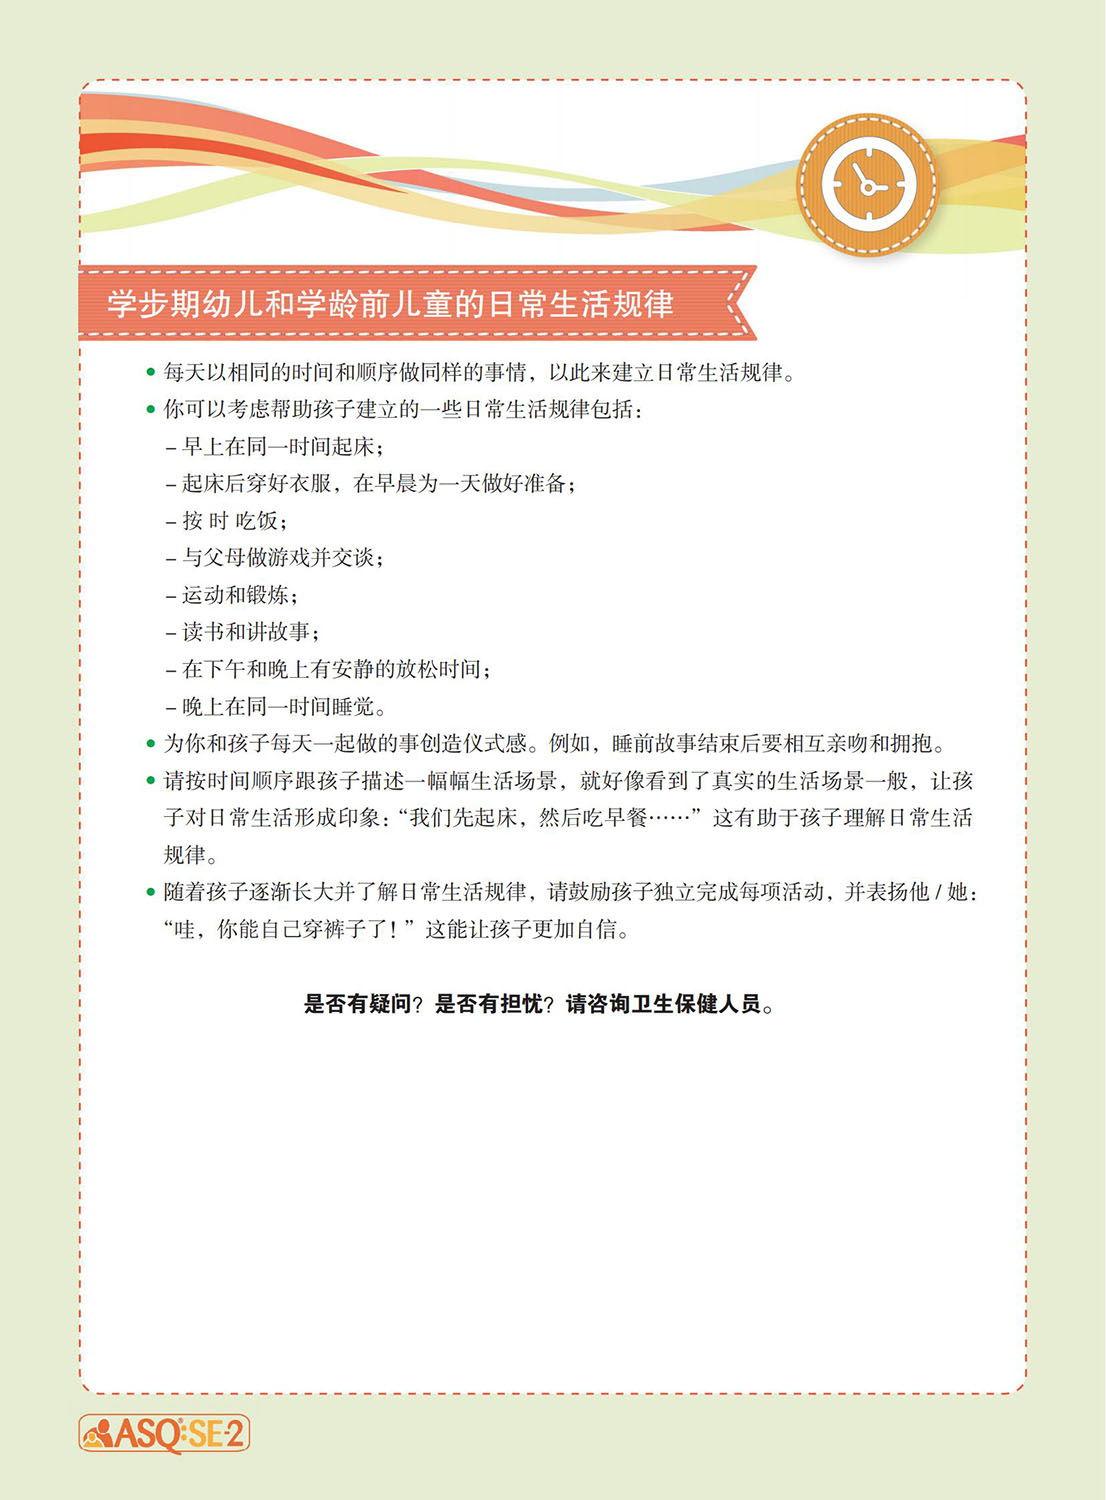 学步期幼儿和学龄前儿童的日常生活规律
• 每天以相同的时间和顺序做同样的事情，以此来建立日常生活规律。
• 你可以考虑帮助孩子建立的一些日常生活规律包括：
– 早上在同一时间起床；
– 起床后穿好衣服，在早晨为一天做好准备；
– 按 时 吃饭；
– 与父母做游戏并交谈；
– 运动和锻炼；
– 读书和讲故事；
– 在下午和晚上有安静的放松时间；
– 晚上在同一时间睡觉。
• 为你和孩子每天一起做的事创造仪式感。例如，睡前故事结束后要相互亲吻和拥抱。
• 请按时间顺序跟孩子描述一幅幅生活场景，就好像看到了真实的生活场景一般，让孩
子对日常生活形成印象：“我们先起床，然后吃早餐……”这有助于孩子理解日常生活
规律。
• 随着孩子逐渐长大并了解日常生活规律，请鼓励孩子独立完成每项活动，并表扬他 / 她：
“哇，你能自己穿裤子了！”这能让孩子更加自信。
是否有疑问？是否有担忧？请咨询卫生保健人员。
ASQ®:SE-2